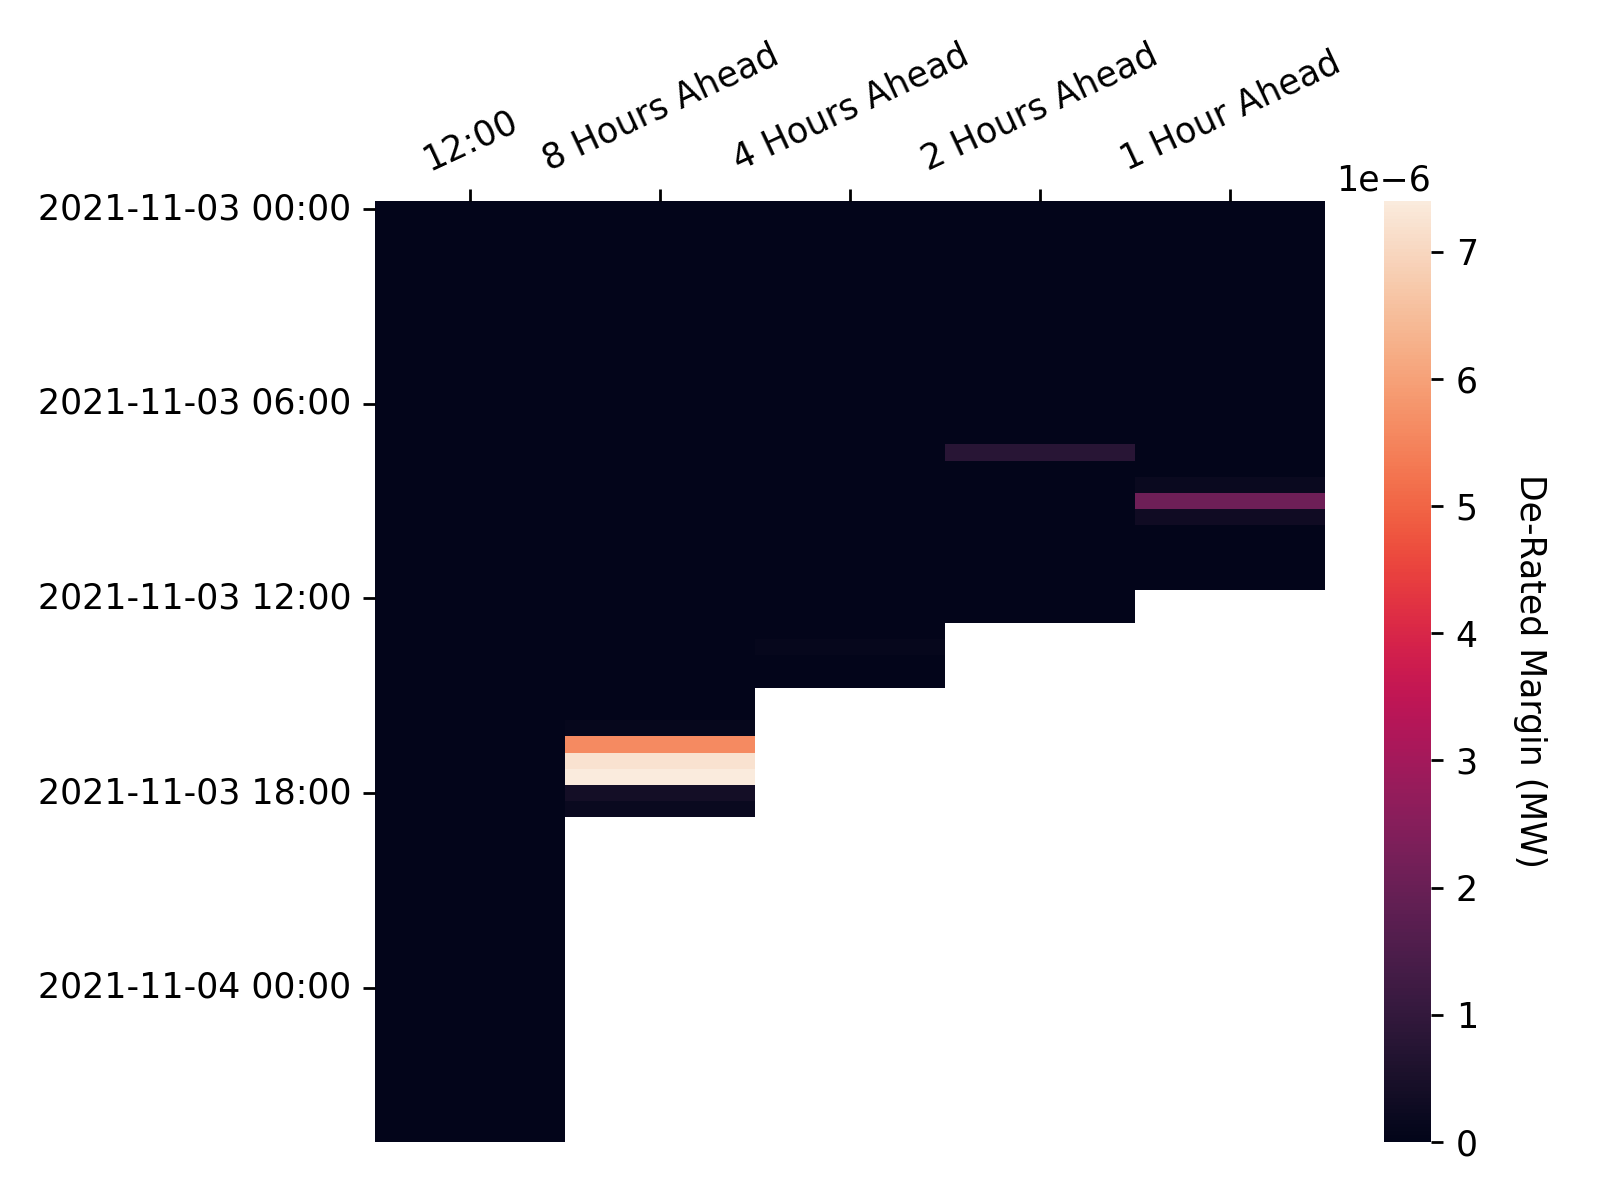 12:00
8 Hours Ahead
4 Hours Ahead
2 Hours Ahead
1 Hour Ahead
1e−6
2021-11-03 00:00
2021-11-03 06:00
2021-11-03 12:00
2021-11-03 18:00
2021-11-04 00:00
7
6
5
4
3
2
1
0
De-Rated Margin (MW)